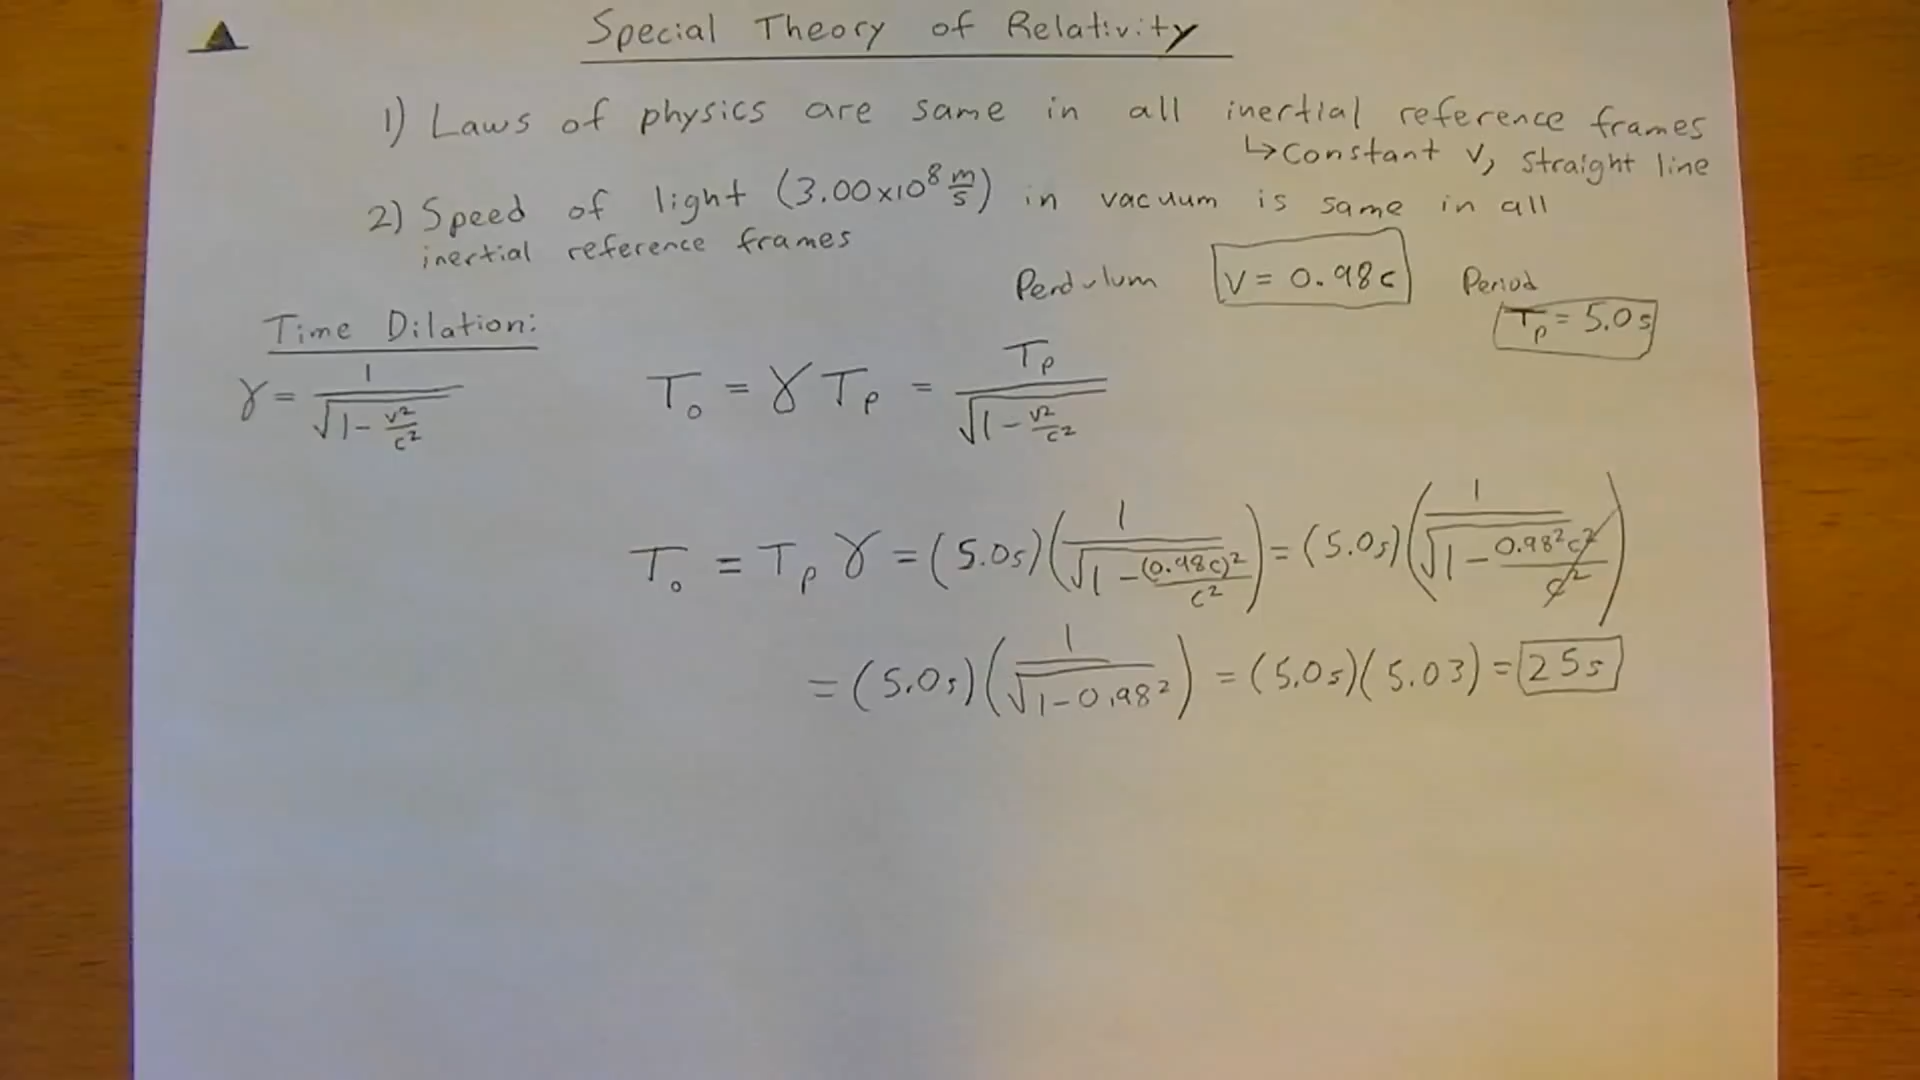 Special Theory of Relativity
1) Laws of physics are same in all inertial reference frames
↳ Constant v, straight line
2) Speed of light (3.00x10⁸ m/s) in vacuum is same in all
inertial reference frames
Pendulum V = 0.98c Period
Tₚ = 5.0s
Time Dilation:
γ = 1/√(1 - v²/c²)
T₀ = γTₚ = Tₚ/√(1 - v²/c²)
T₀ = Tₚγ = (5.0s)(1/√(1 - (0.98c)²/c²)) = (5.0s)(1/√(1 - 0.98²c²/c²))
= (5.0s)(1/√(1 - 0.98²)) = (5.0s)(5.03) = 25s